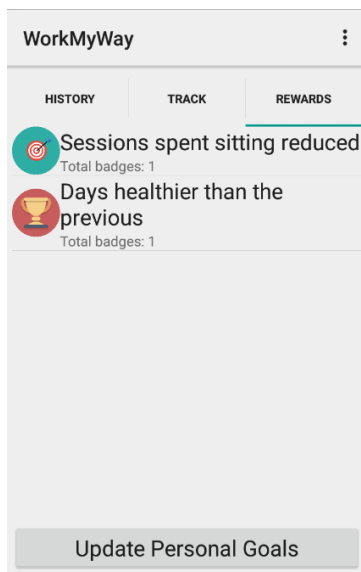 WorkMyWay
HISTORY TRACK REWARDS
Sessions spent sitting reduced
Total badges: 1
Days healthier than the
previous
Total badges: 1
Update Personal Goals